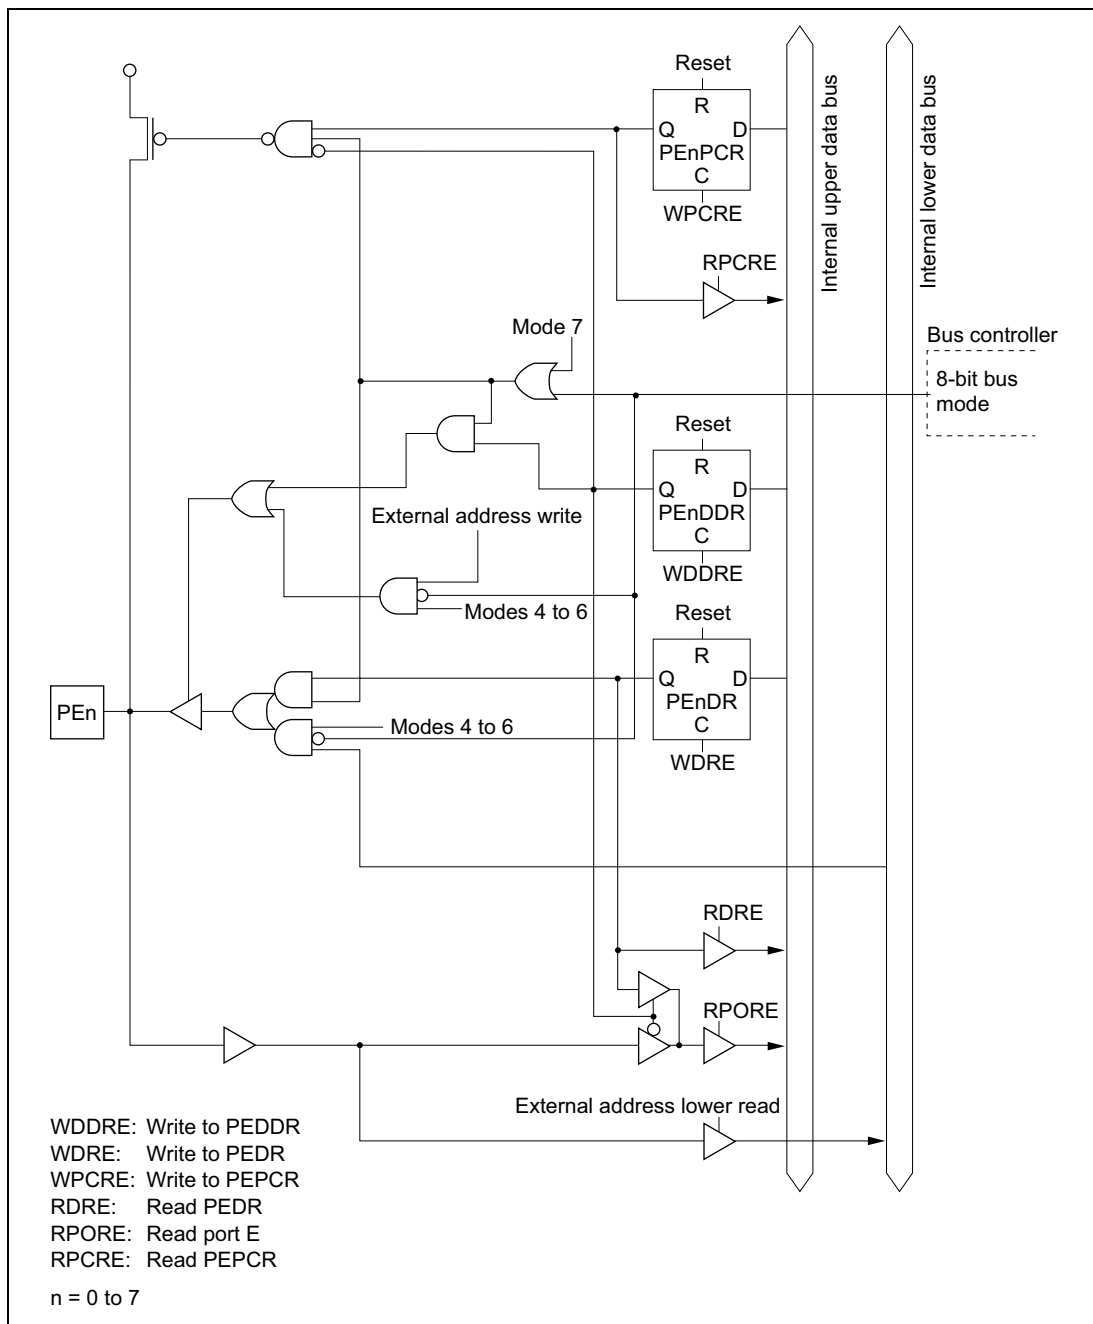 Reset
R
Q D
PEnPCR
C
WPCRE
Internal upper data bus
Internal lower data bus
RPCRE
Mode 7
Bus controller
8-bit bus
mode
Reset
R
Q D
PEnDDR
C
WDDRE
External address write
Modes 4 to 6
Reset
R
Q D
PEnDR
C
WDRE
PEn
Modes 4 to 6
RDRE
RPORE
External address lower read
WDDRE: Write to PEDDR
WDRE: Write to PEDR
WPCRE: Write to PEPCR
RDRE: Read PEDR
RPORE: Read port E
RPCRE: Read PEPCR
n = 0 to 7